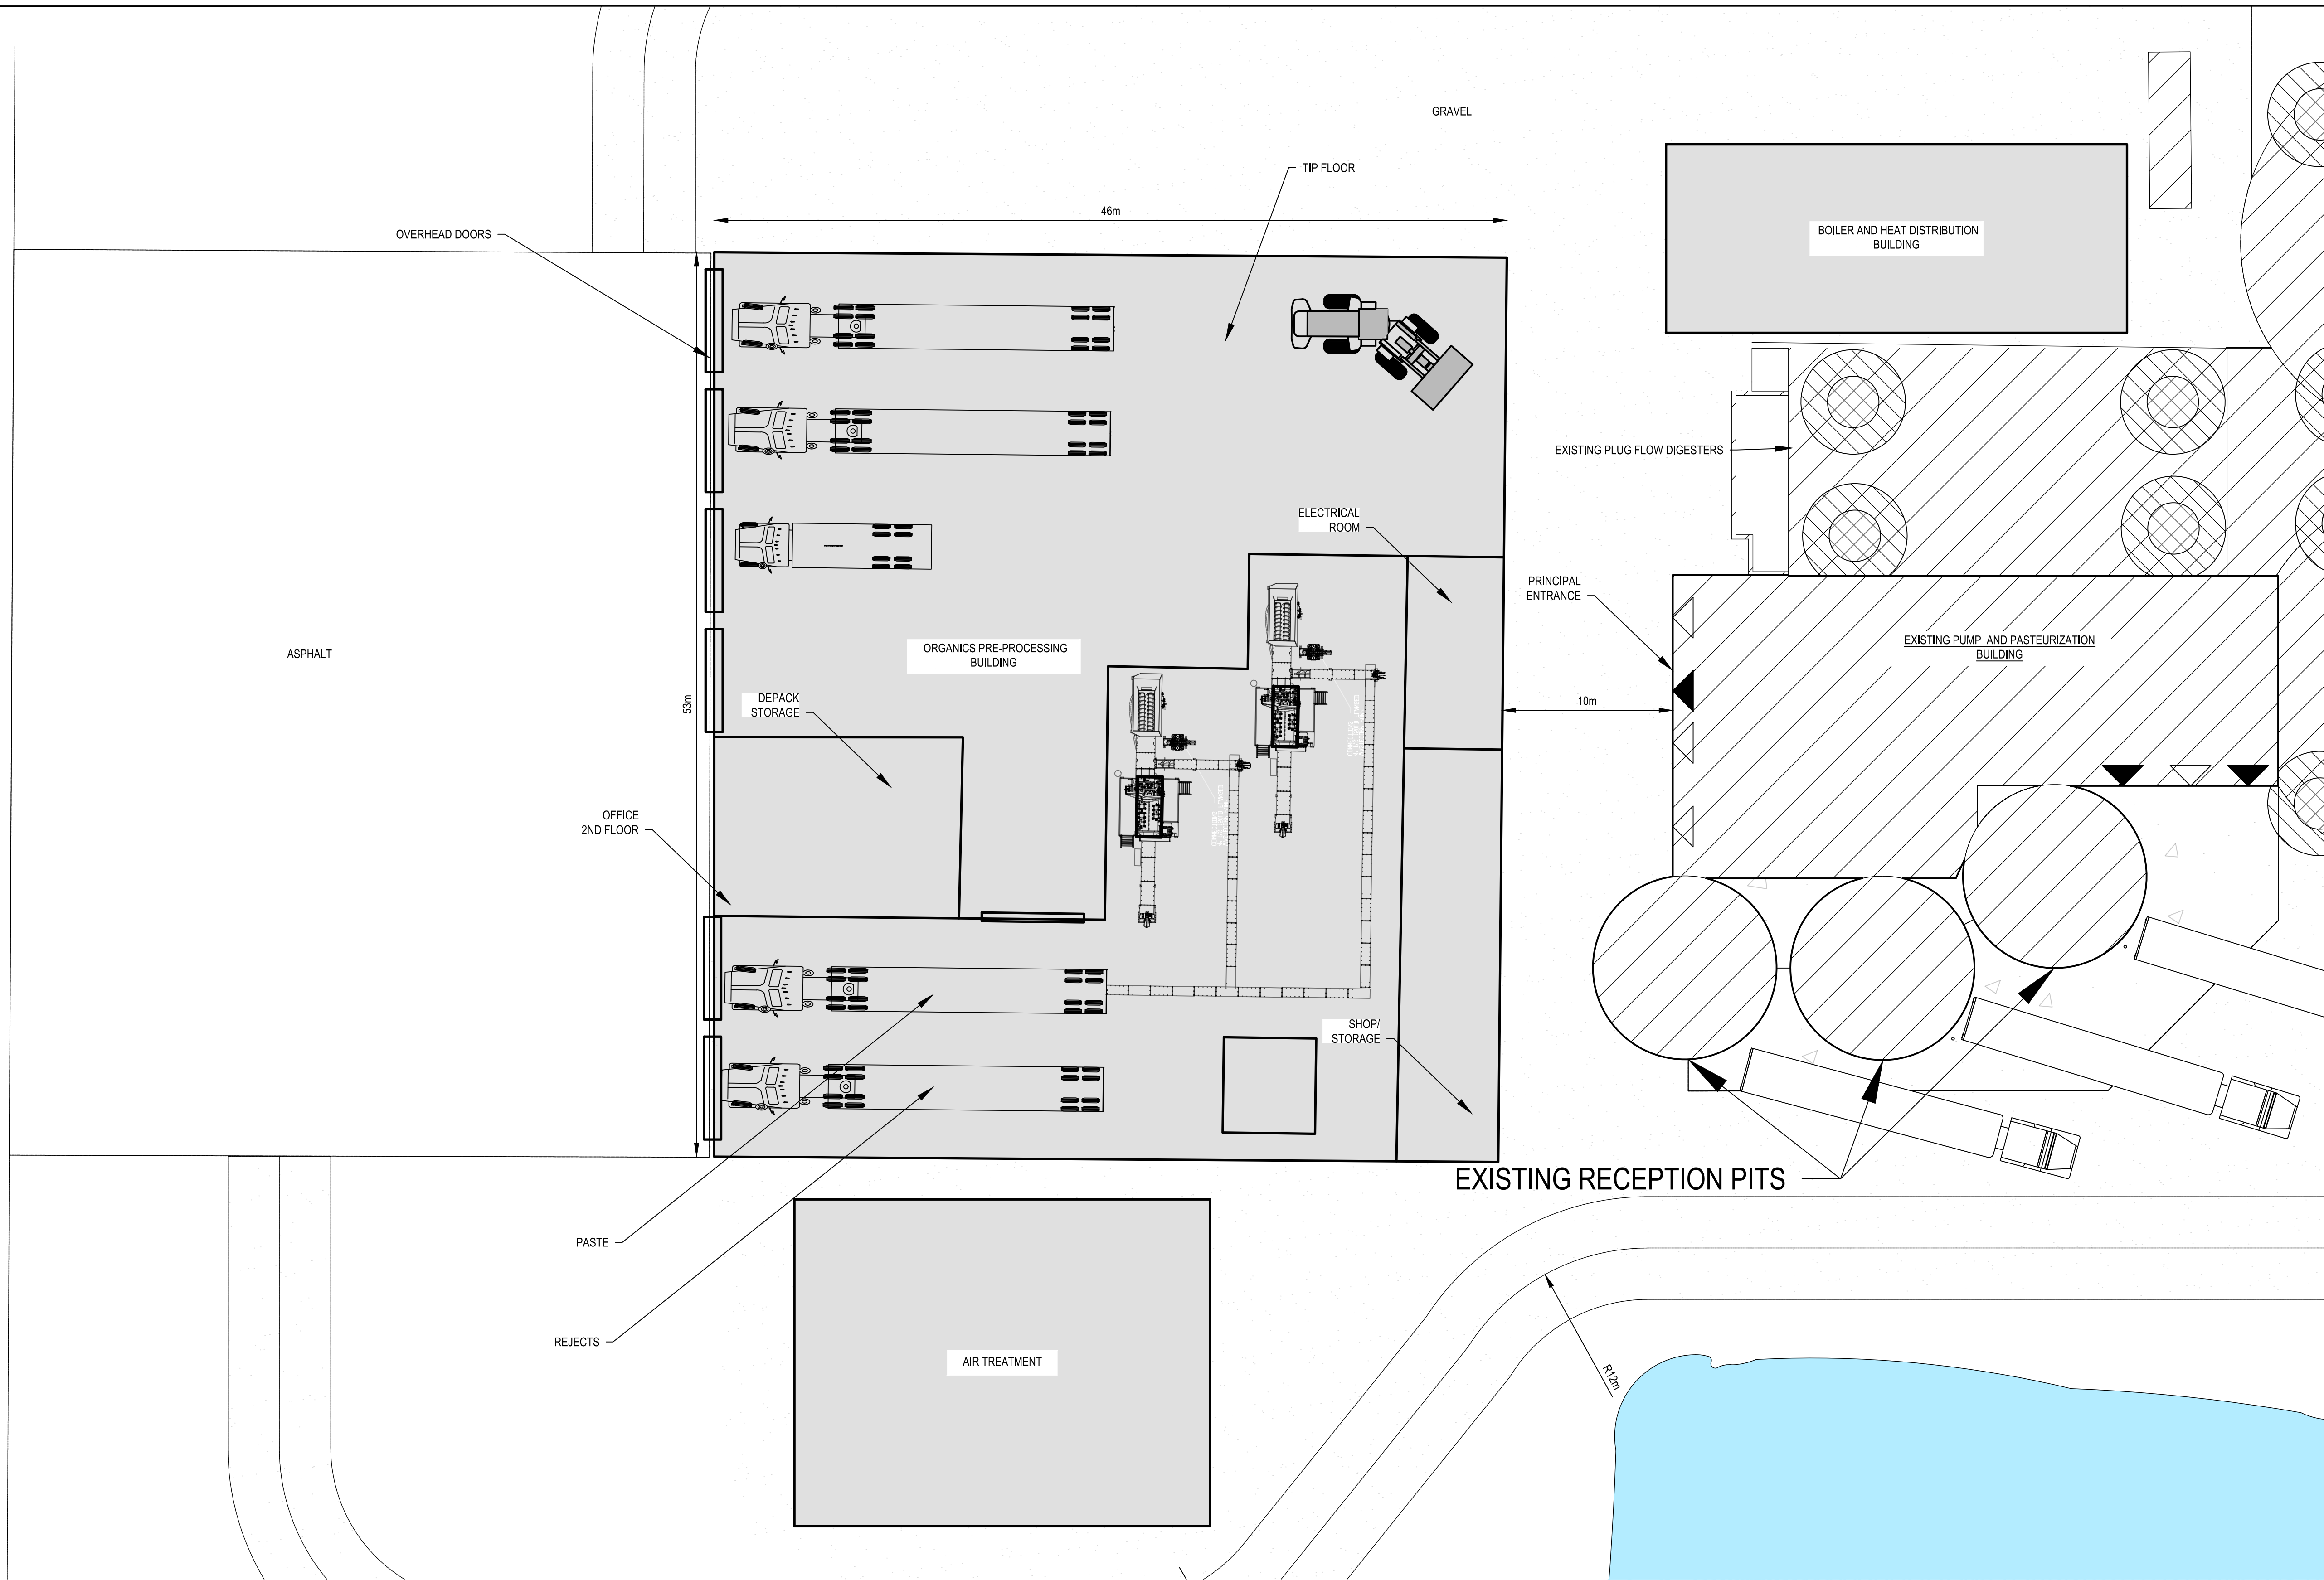 GRAVEL
TIP FLOOR
46m
OVERHEAD DOORS
BOILER AND HEAT DISTRIBUTION
BUILDING
EXISTING PLUG FLOW DIGESTERS
ELECTRICAL
ROOM
PRINCIPAL
ENTRANCE
ORGANICS PRE-PROCESSING
BUILDING
EXISTING PUMP AND PASTEURIZATION
BUILDING
ASPHALT
53m
DEPACK
STORAGE
10m
OFFICE
2ND FLOOR
SHOP/
STORAGE
EXISTING RECEPTION PITS
PASTE
REJECTS
AIR TREATMENT
R12m